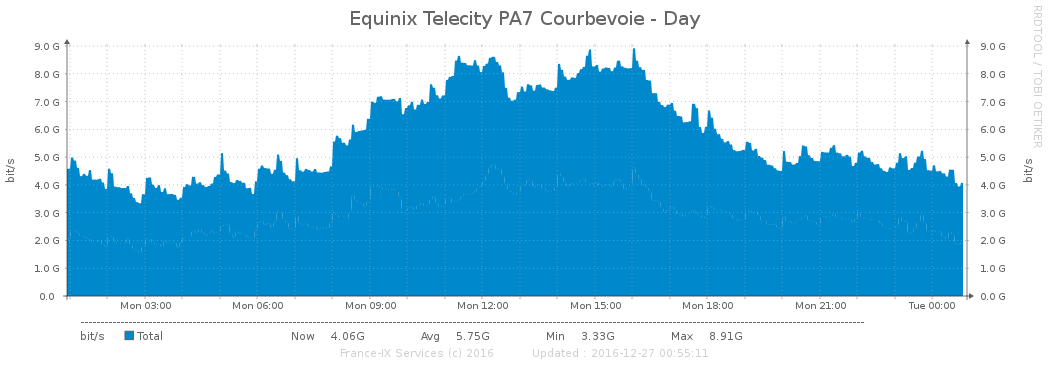 Equinix Telecity PA7 Courbevoie - Day
RRDTOOL / TOBI OETIKER
9.0 G 9.0 G
8.0 G 8.0 G
7.0 G 7.0 G
6.0 G 6.0 G
5.0 G 5.0 G
4.0 G 4.0 G
3.0 G 3.0 G
2.0 G 2.0 G
1.0 G 1.0 G
0.0 0.0 G
bit/s
bit/s
Mon 03:00 Mon 06:00 Mon 09:00 Mon 12:00 Mon 15:00 Mon 18:00 Mon 21:00 Tue 00:00
bit/s Total Now 4.06G Avg 5.75G Min 3.33G Max 8.91G
France-IX Services (c) 2016 Updated : 2016-12-27 00:55:11